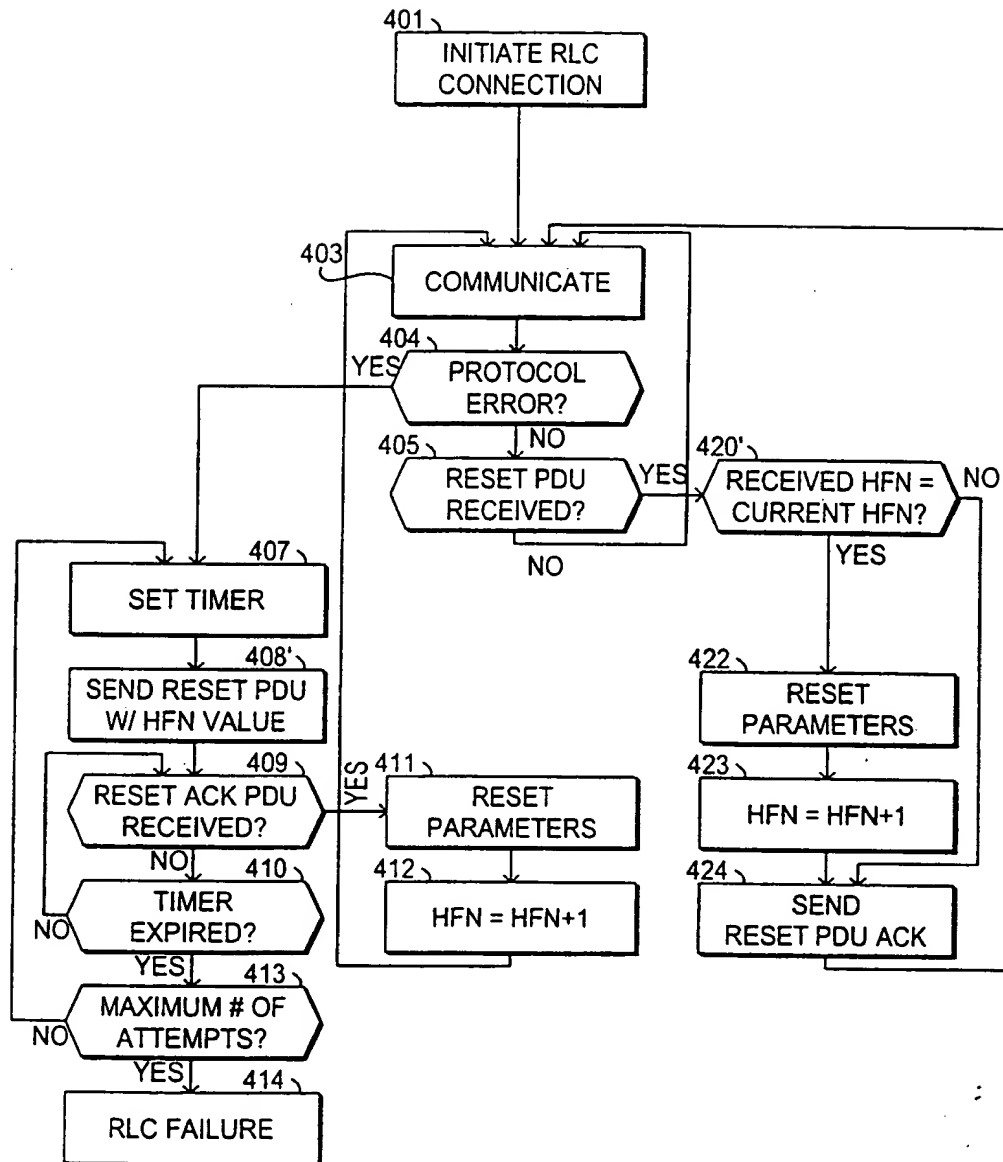 401
INITIATE RLC
CONNECTION
403
COMMUNICATE
404
YES
PROTOCOL
ERROR?
NO
405
RESET PDU
RECEIVED?
YES
NO
420'
RECEIVED HFN =
CURRENT HFN?
NO
YES
407
SET TIMER
408'
SEND RESET PDU
W/ HFN VALUE
409
RESET ACK PDU
RECEIVED?
YES
NO
410
TIMER
EXPIRED?
NO
YES
413
MAXIMUM # OF
ATTEMPTS?
NO
YES
414
RLC FAILURE
411
RESET
PARAMETERS
412
HFN = HFN+1
422
RESET
PARAMETERS
423
HFN = HFN+1
424
SEND
RESET PDU ACK